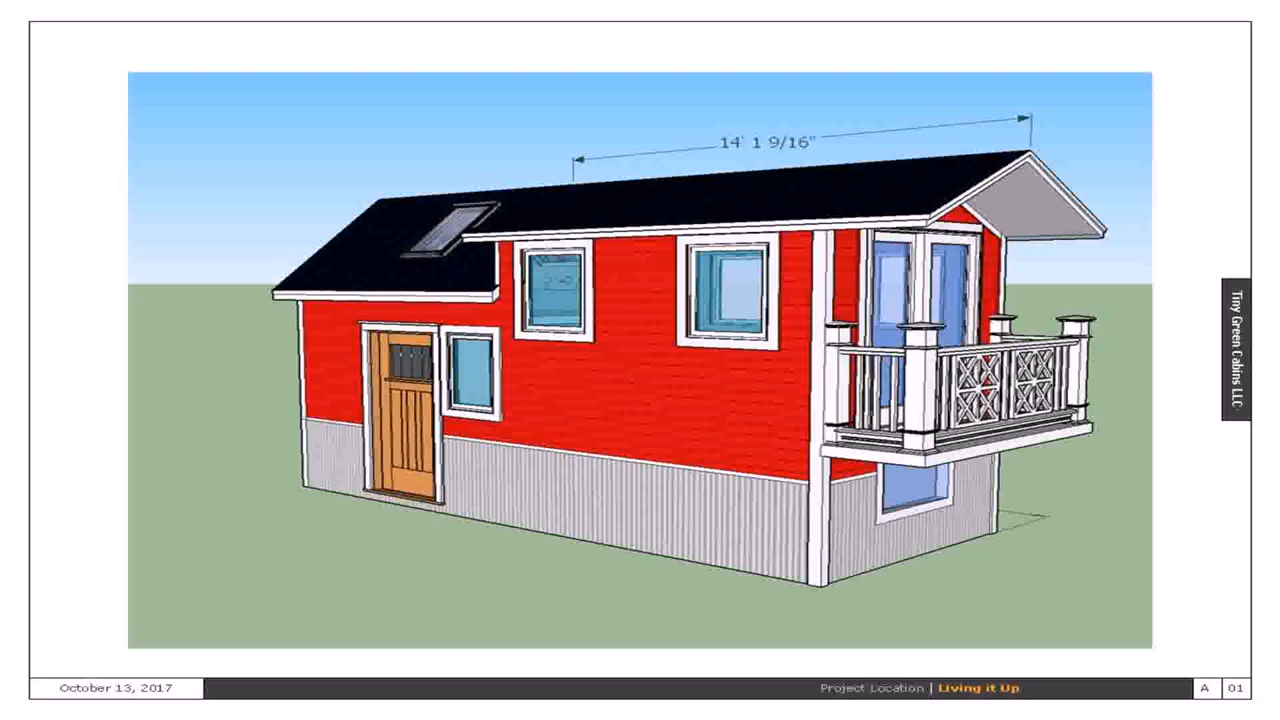 14' 1 9/16"
Tiny Green Cabins LLC
October 13, 2017
Project Location | Living it Up
A
01